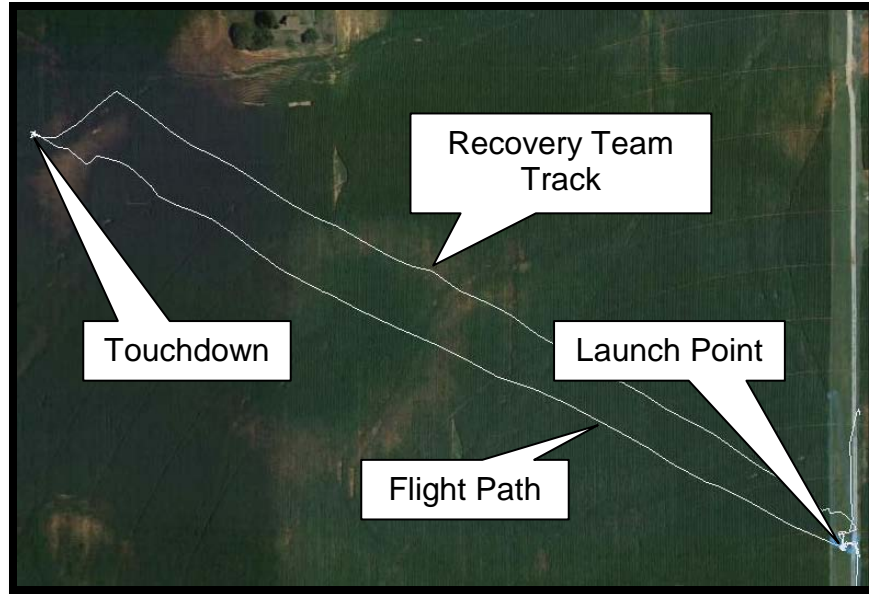 Recovery Team
Track
Touchdown
Launch Point
Flight Path